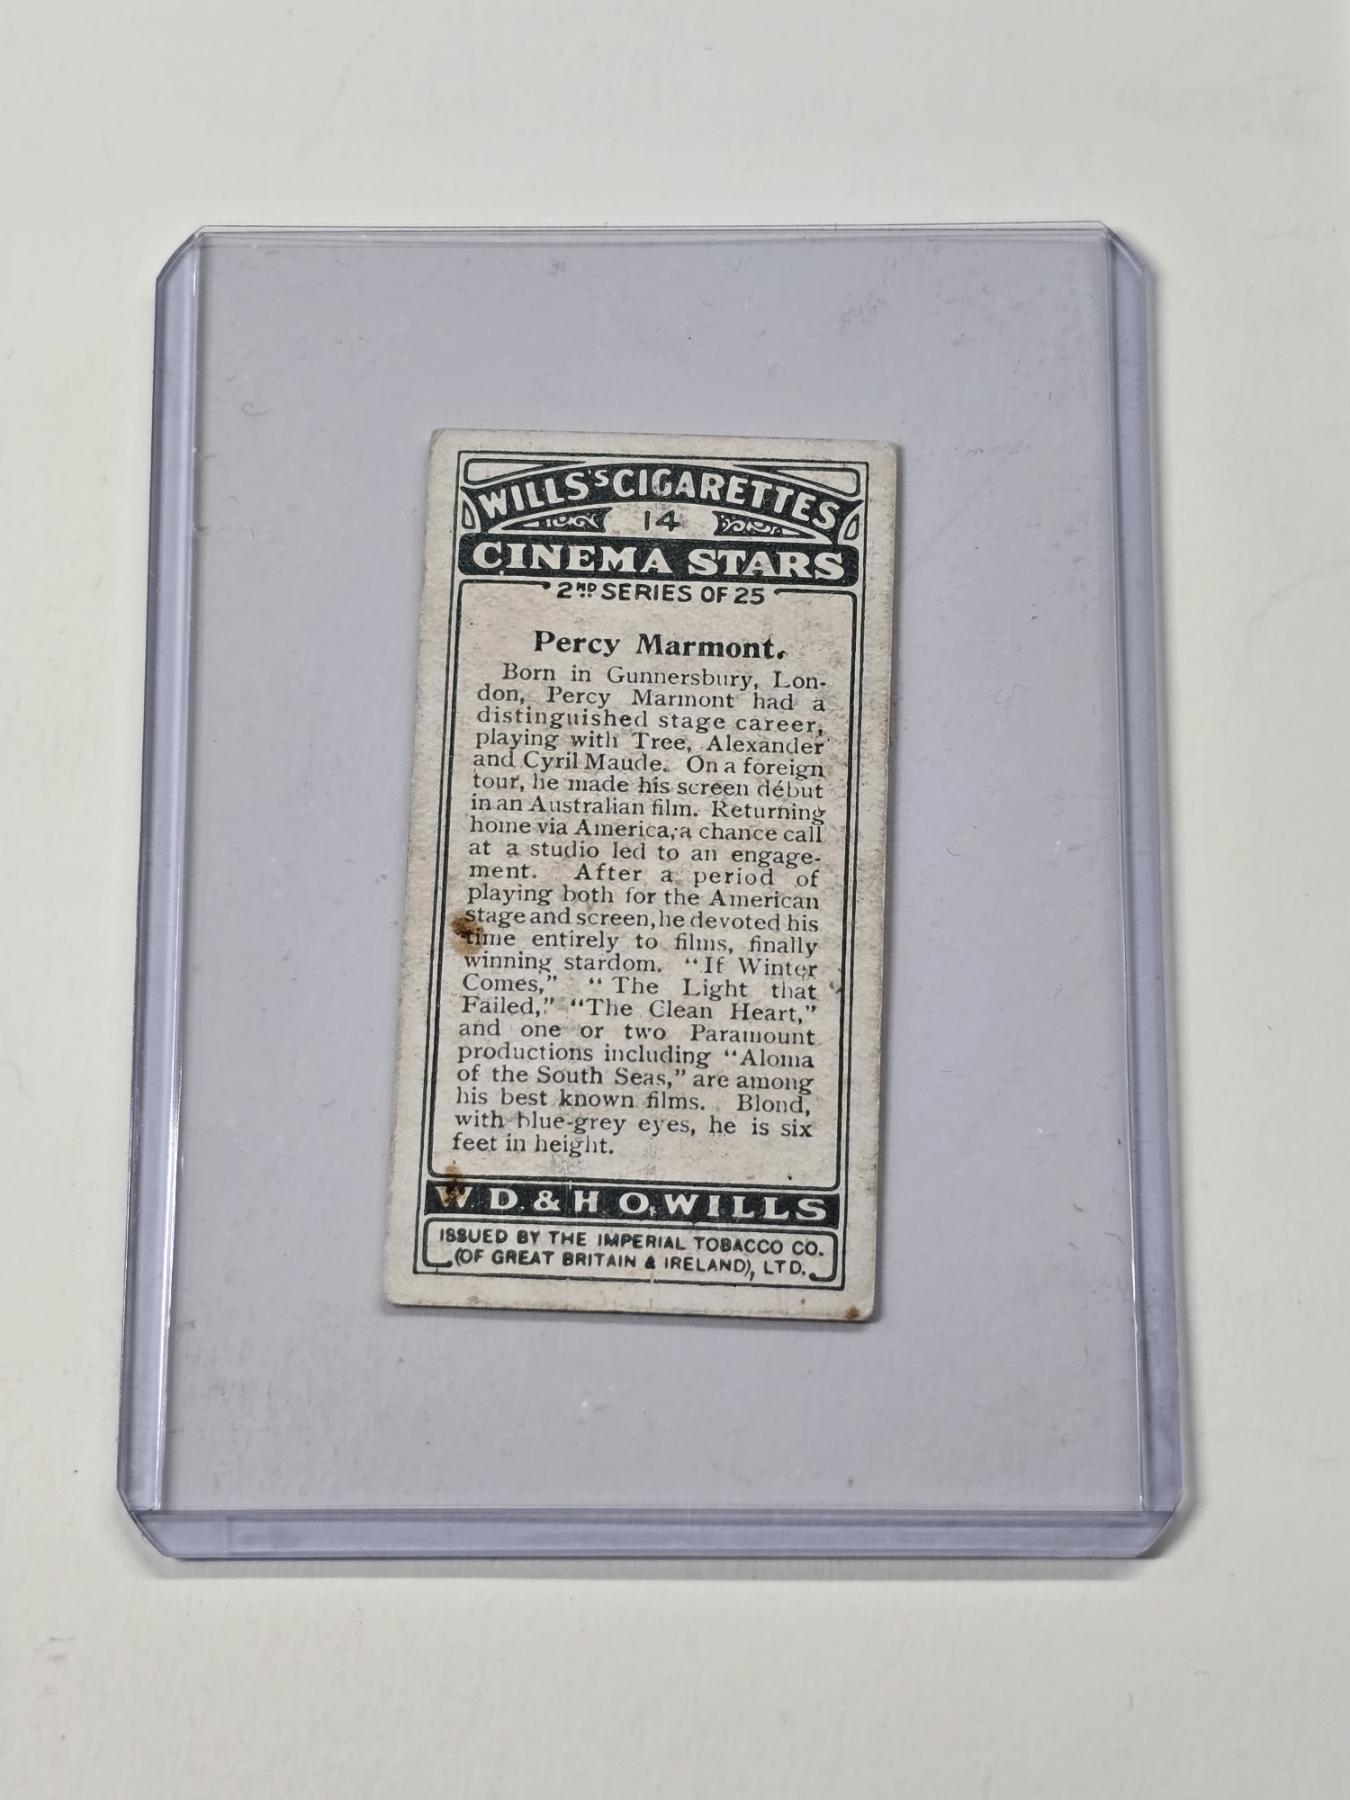 WILLS'S CIGARETTES
14
CINEMA STARS
2ND SERIES OF 25
Percy Marmont.
Born in Gunnersbury, Lon-
don, Percy Marmont had a
distinguished stage career,
playing with Tree, Alexander
and Cyril Maude. On a foreign
tour, he made his screen début
in an Australian film. Returning
home via America, a chance call
at a studio led to an engage-
ment. After a period of
playing both for the American
stage and screen, he devoted his
time entirely to films, finally
winning stardom. "If Winter
Comes," "The Light that
Failed," "The Clean Heart,"
and one or two Paramount
productions including "Aloma
of the South Seas," are among
his best known films. Blond,
with blue-grey eyes, he is six
feet in height.
W. D. & H. O. WILLS
ISSUED BY THE IMPERIAL TOBACCO CO.
(OF GREAT BRITAIN & IRELAND), LTD.